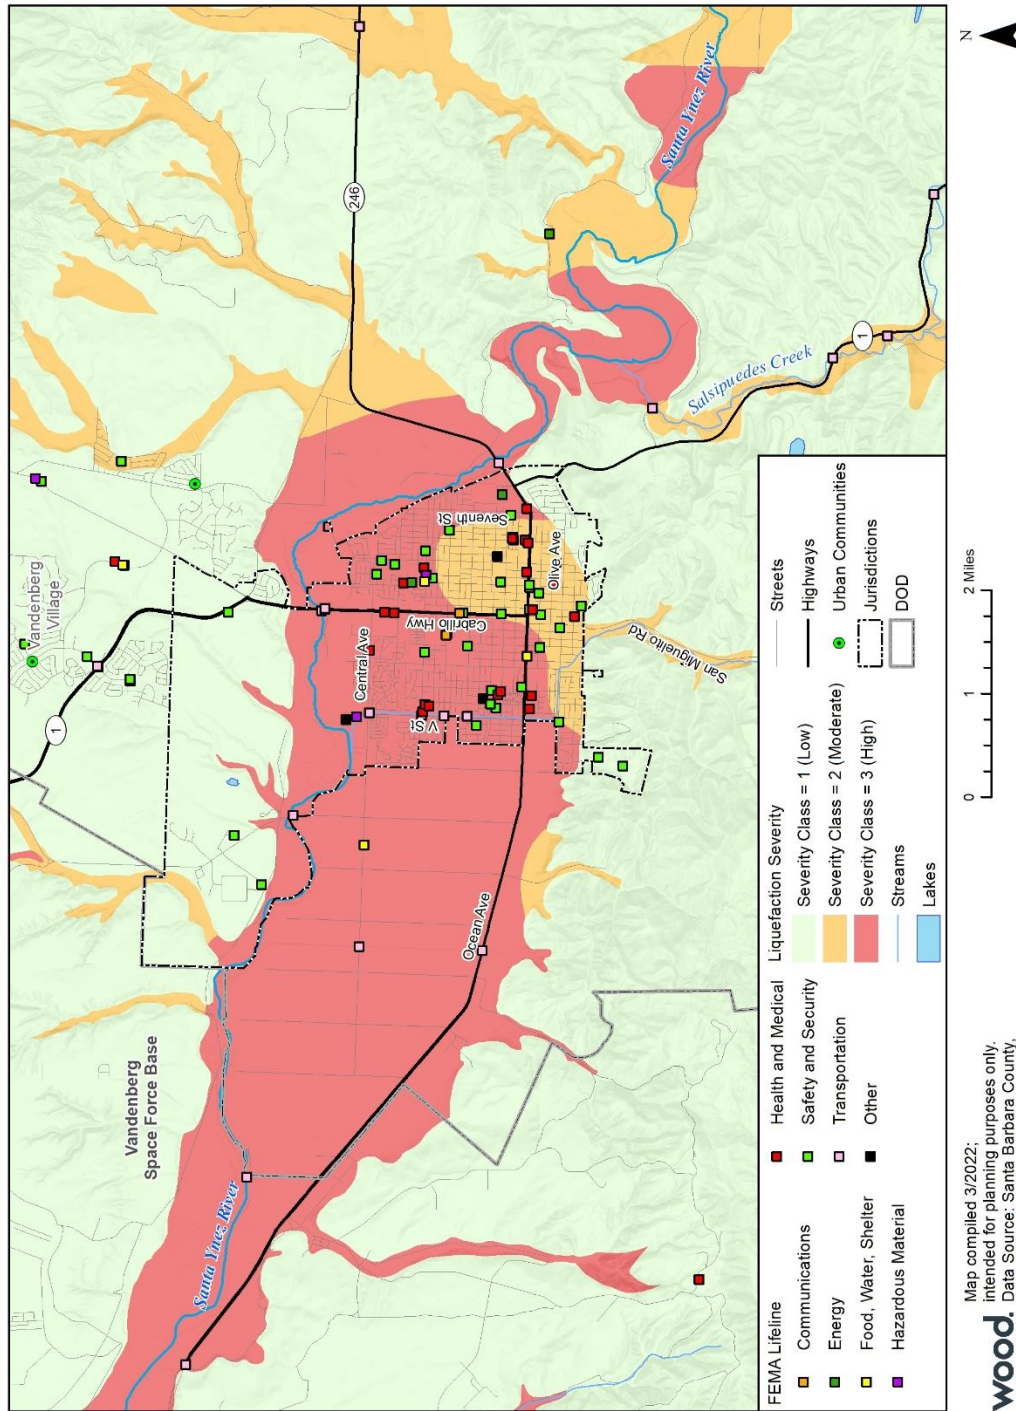 Santa Ynez River
246
Salsipuedes Creek
1
Vandenberg
Village
1
Seventh St
Olive Ave
Cabrillo Hwy
Central Ave
San Miguelito Rd
V St
Ocean Ave
Vandenberg
Space Force Base
Santa Ynez River
N
0 1 2 Miles
FEMA Lifeline
Communications
Energy
Food, Water, Shelter
Hazardous Material
Health and Medical
Safety and Security
Transportation
Other
Liquefaction Severity
Severity Class = 1 (Low)
Severity Class = 2 (Moderate)
Severity Class = 3 (High)
Streams
Lakes
Streets
Highways
Urban Communities
Jurisdictions
DOD
wood.
Map compiled 3/2022;
intended for planning purposes only.
Data Source: Santa Barbara County,